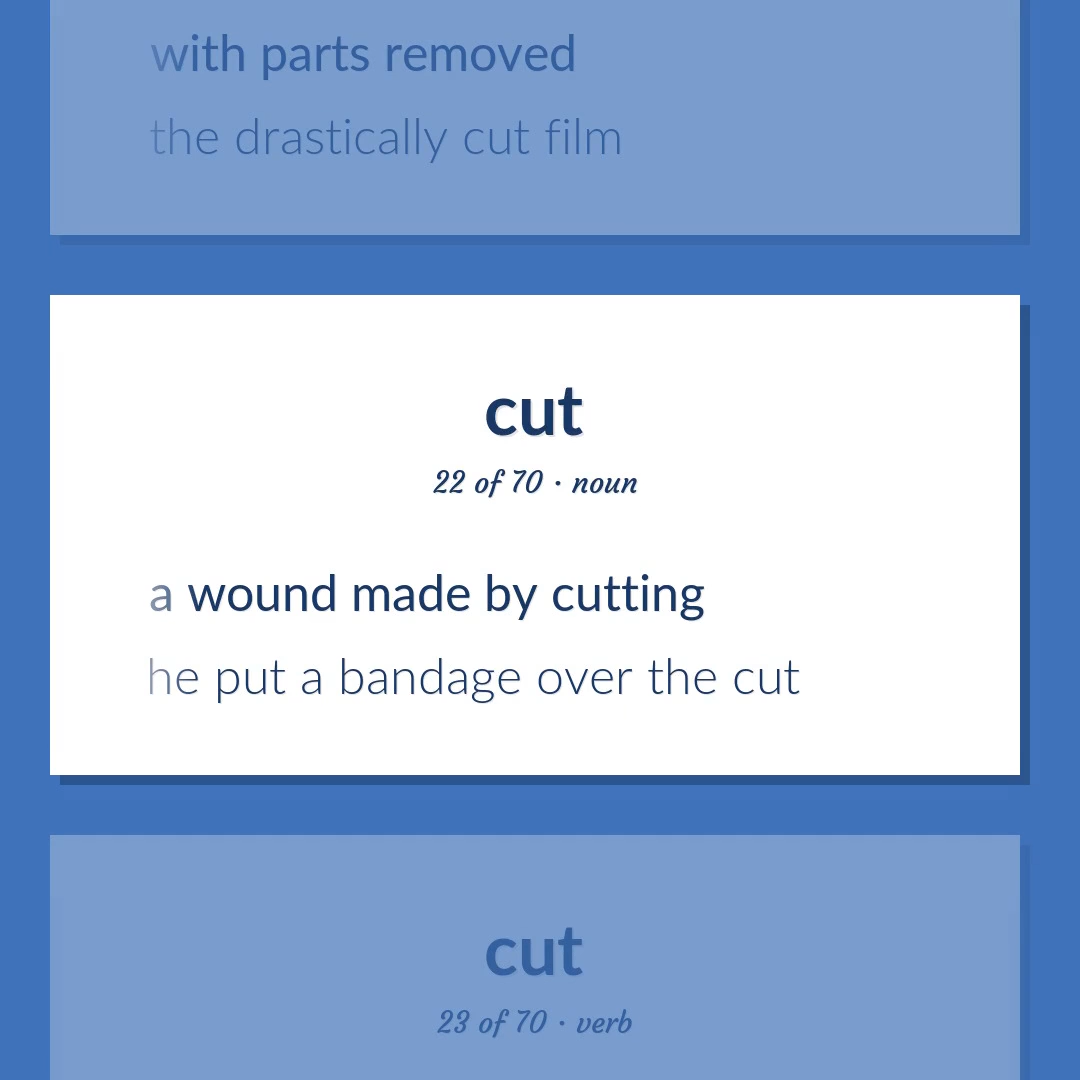 with parts removed
the drastically cut film
cut
22 of 70 · noun
a wound made by cutting
he put a bandage over the cut
cut
23 of 70 · verb